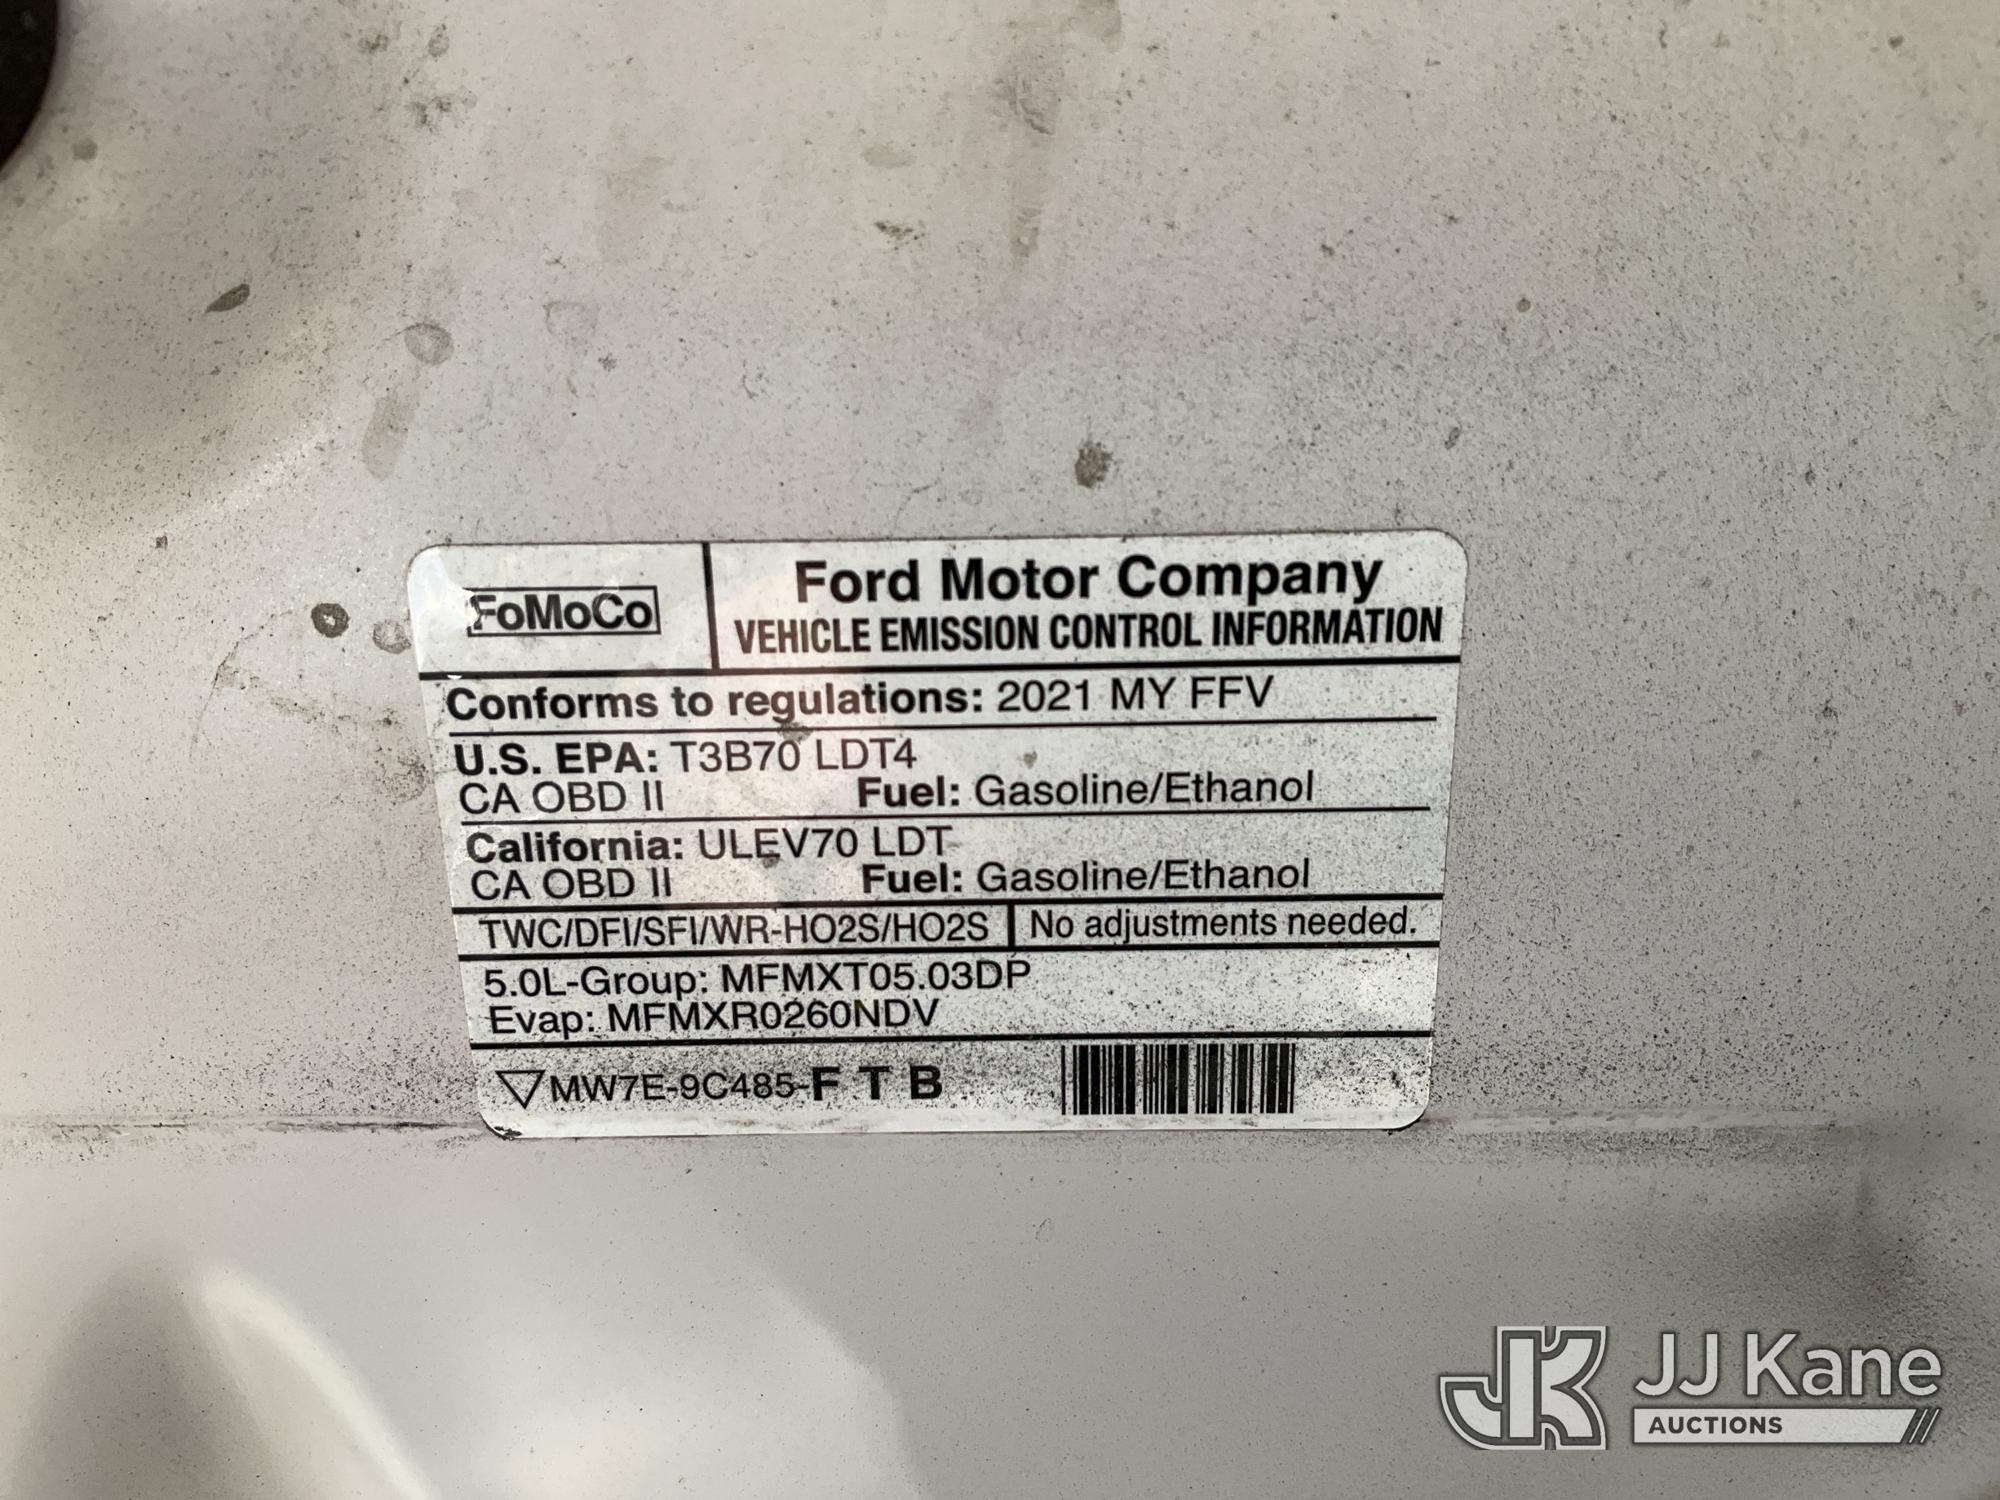 FoMoCo
Ford Motor Company
VEHICLE EMISSION CONTROL INFORMATION
Conforms to regulations: 2021 MY FFV
U.S. EPA: T3B70 LDT4
CA OBD II Fuel: Gasoline/Ethanol
California: ULEV70 LDT
CA OBD II Fuel: Gasoline/Ethanol
TWC/DFI/SFI/WR-HO2S/HO2S No adjustments needed.
5.0L-Group: MFMXT05.03DP
Evap: MFMXR0260NDV
MW7E-9C485-F T B
JK JJ Kane
AUCTIONS